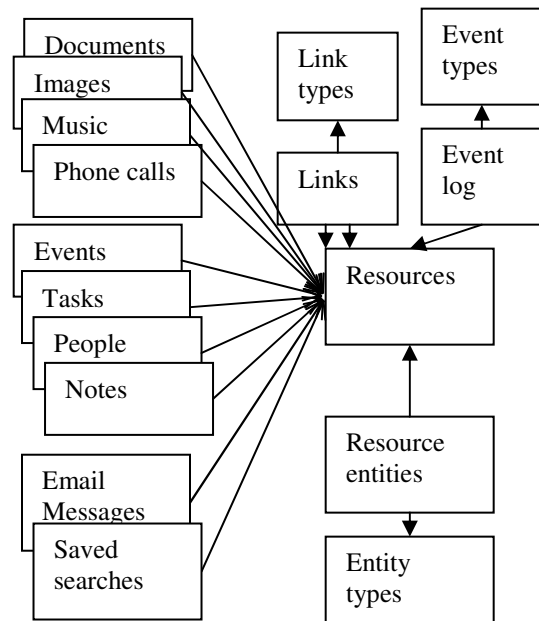 Documents
Images
Music
Phone calls
Events
Tasks
People
Notes
Email
Messages
Saved
searches
Link
types
Links
Event
types
Event
log
Resources
Resource
entities
Entity
types